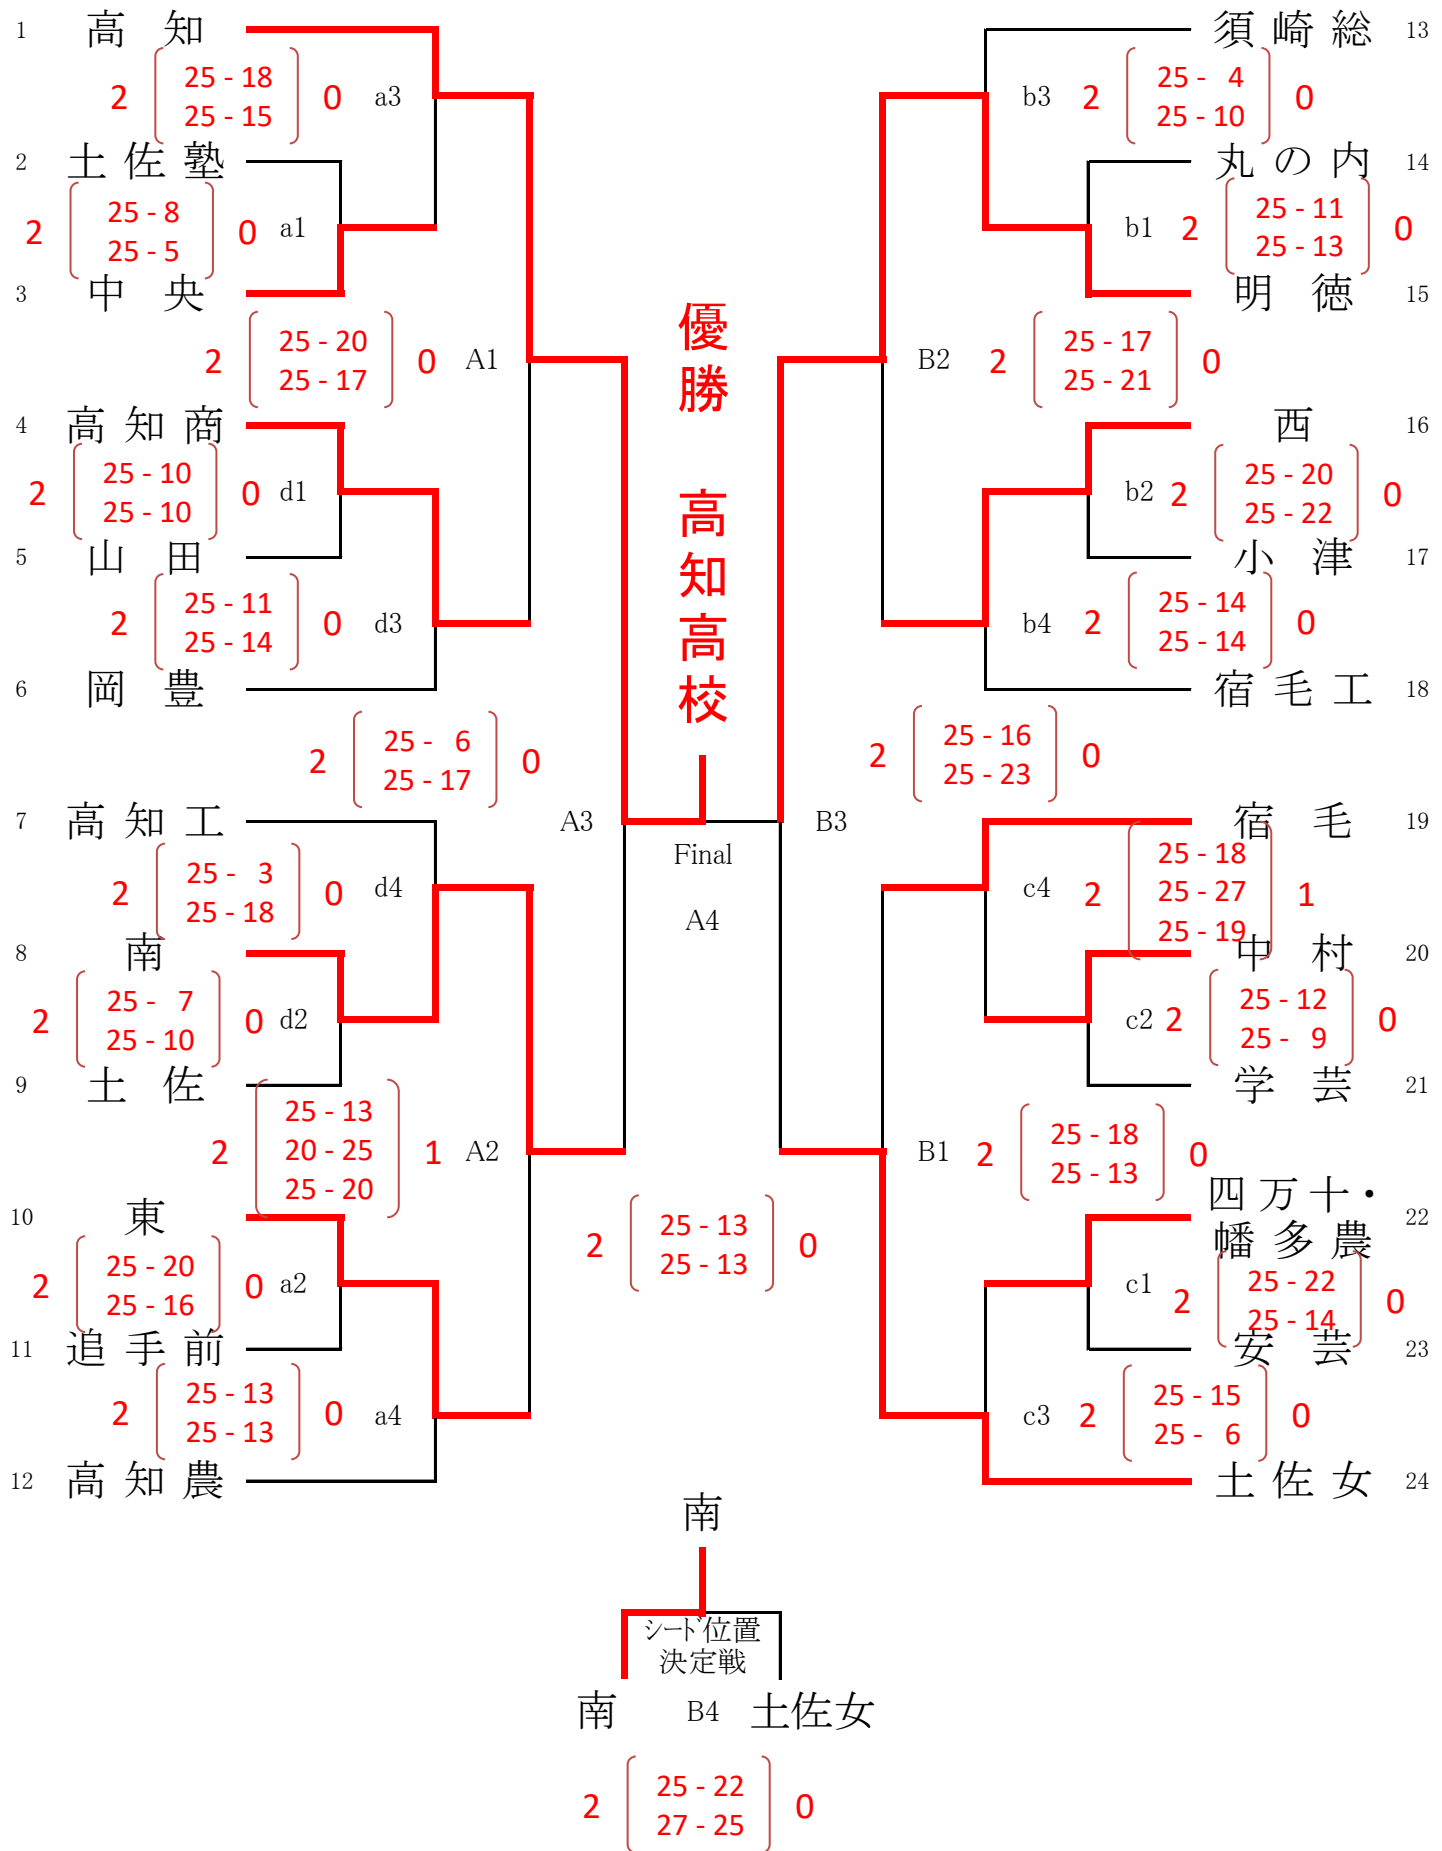 1 高 知
2 25 - 18 0 a3
25 - 15
2 土 佐 塾
2 25 - 8 0 a1
25 - 5
3 中 央
2 25 - 20 0 A1
25 - 17
4 高 知 商
2 25 - 10 0 d1
25 - 10
5 山 田
2 25 - 11 0 d3
25 - 14
6 岡 豊
2 25 - 6 0
25 - 17
A3
7 高 知 工
2 25 - 3 0 d4
25 - 18
8 南
2 25 - 7 0 d2
25 - 10
9 土 佐
2 25 - 13 1 A2
20 - 25
25 - 20
10 東
2 25 - 20 0 a2
25 - 16
11 追 手 前
2 25 - 13 0 a4
25 - 13
12 高 知 農
優勝 高知高校
Final
A4
2 25 - 13 0
25 - 13
須 崎 総 13
b3 2 25 - 4 0
25 - 10
丸 の 内 14
b1 2 25 - 11 0
25 - 13
明 徳 15
B2 2 25 - 17 0
25 - 21
西 16
b2 2 25 - 20 0
25 - 22
小 津 17
b4 2 25 - 14 0
25 - 14
宿 毛 工 18
2 25 - 16 0
25 - 23
B3
宿 毛 19
c4 2 25 - 18 1
25 - 27
25 - 19
中 村 20
c2 2 25 - 12 0
25 - 9
学 芸 21
B1 2 25 - 18 0
25 - 13
四 万 十・
幡 多 農 22
c1 2 25 - 22 0
25 - 14
安 芸 23
c3 2 25 - 15 0
25 - 6
土 佐 女 24
南
シード位置
決定戦
南 B4 土佐女
2 25 - 22 0
27 - 25